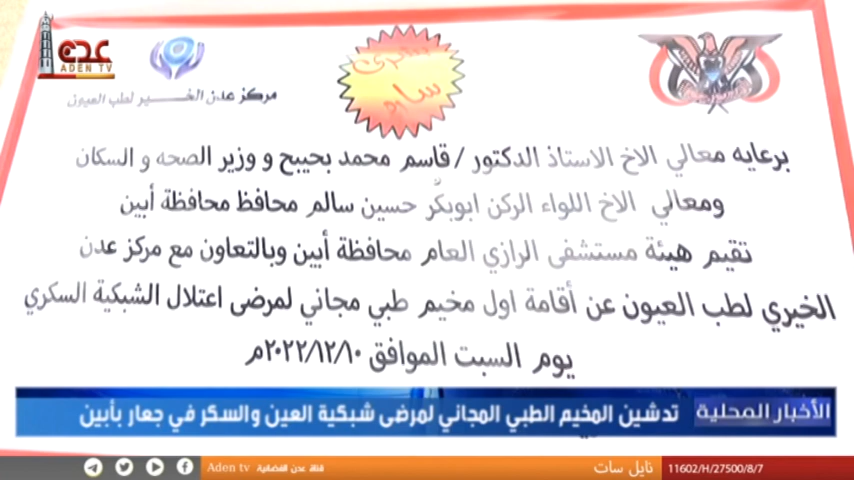 عدن
ADEN TV
سكري
سارو
مركز عدن الخيري لطب العيون
برعايه معالي الاخ الاستاذ الدكتور / قاسم محمد بحيبح و وزير الصحه و السكان
ومعالي الاخ اللواء الركن ابوبكر حسين سالم محافظ محافظة أبين
تقيم هيئة مستشفى الرازي العام محافظة أبين وبالتعاون مع مركز عدن
الخيري لطب العيون عن أقامة اول مخيم طبي مجاني لمرضى اعتلال الشبكية السكري
يوم السبت الموافق ٢٠٢٢/١٢/١٠م
الأخبار المحلية تدشين المخيم الطبي المجاني لمرضى شبكية العين والسكر في جعار بأبين
Aden tv قناة عدن الفضائية نايل سات 11602/H/27500/8/7